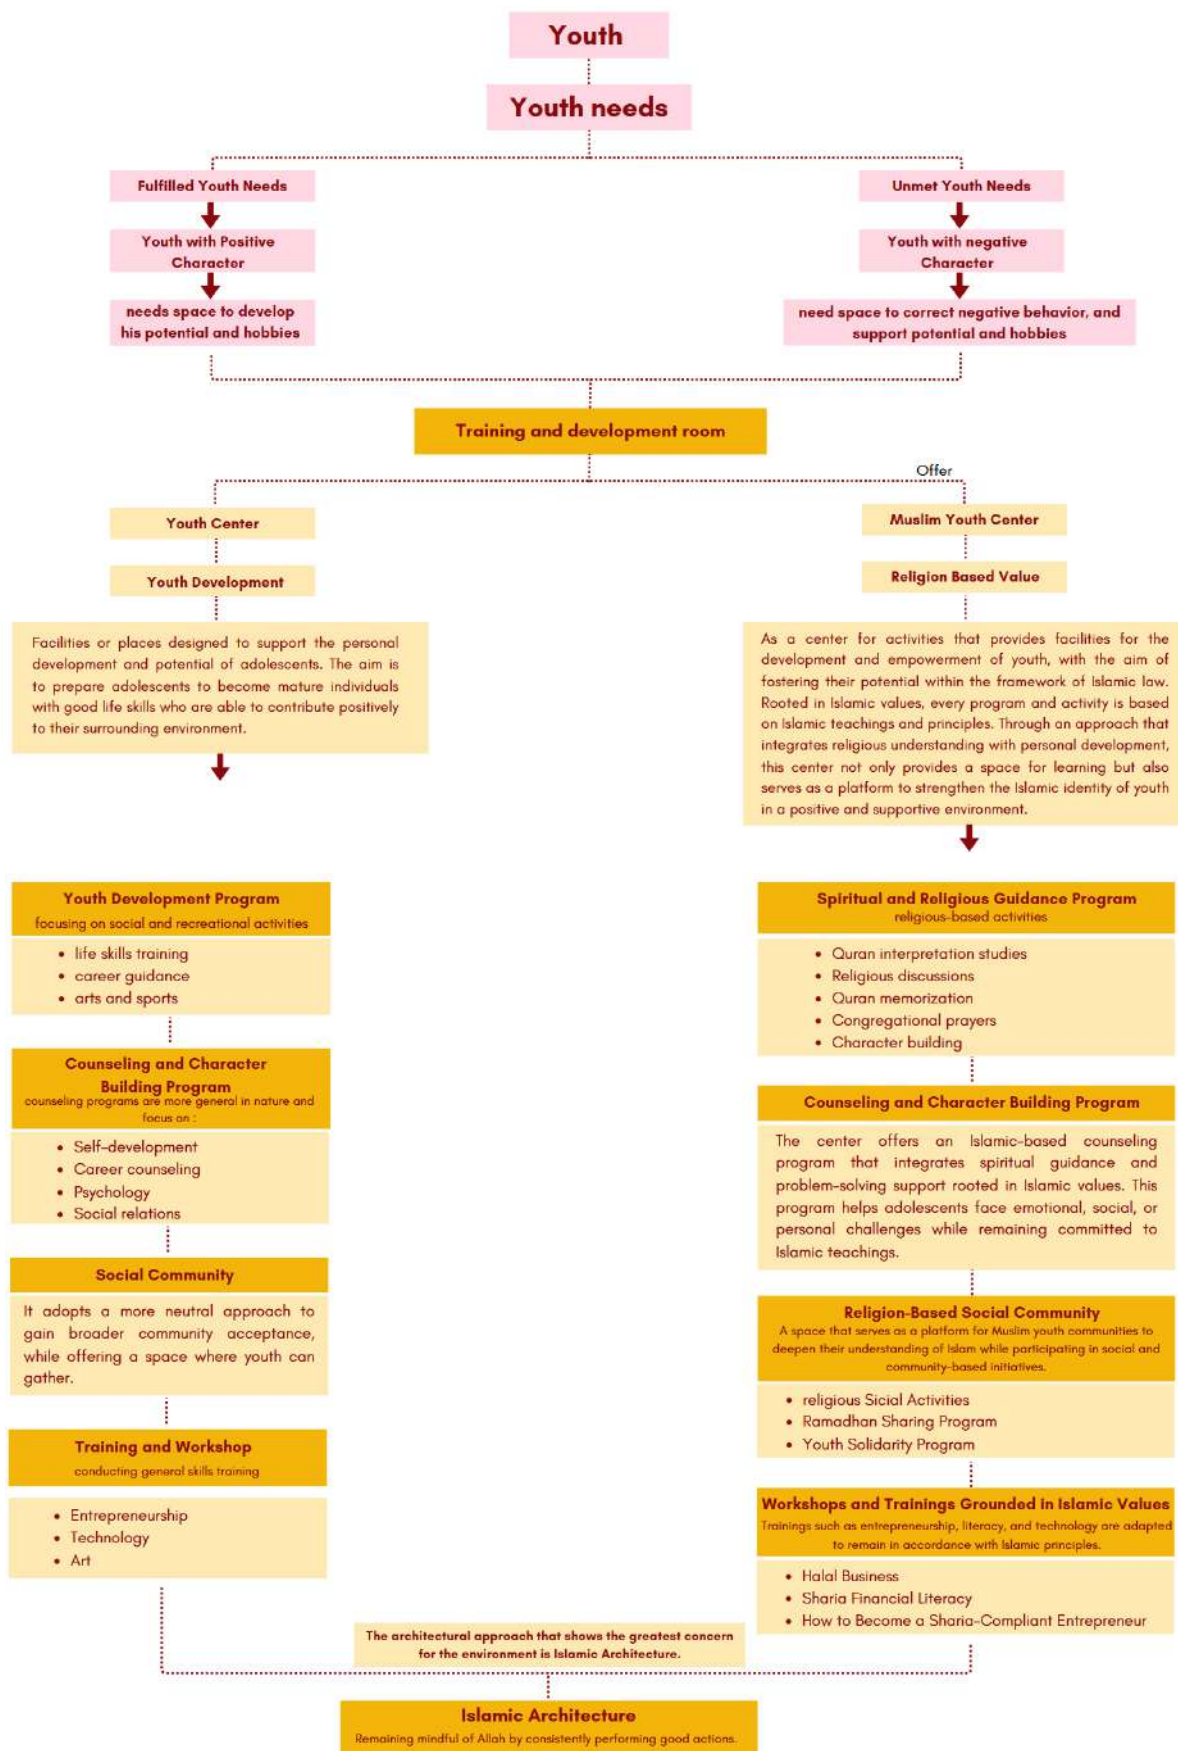 Youth
Youth needs
Fulfilled Youth Needs
Youth with Positive
Character
needs space to develop
his potential and hobbies
Unmet Youth Needs
Youth with negative
Character
need space to correct negative behavior, and
support potential and hobbies
Training and development room
Offer
Youth Center
Youth Development
Facilities or places designed to support the personal
development and potential of adolescents. The aim is
to prepare adolescents to become mature individuals
with good life skills who are able to contribute positively
to their surrounding environment.
Muslim Youth Center
Religion Based Value
As a center for activities that provides facilities for the
development and empowerment of youth, with the aim of
fostering their potential within the framework of Islamic law.
Rooted in Islamic values, every program and activity is based
on Islamic teachings and principles. Through an approach that
integrates religious understanding with personal development,
this center not only provides a space for learning but also
serves as a platform to strengthen the Islamic identity of youth
in a positive and supportive environment.
Youth Development Program
focusing on social and recreational activities
• life skills training
• career guidance
• arts and sports
Counseling and Character
Building Program
counseling programs are more general in nature and
focus on :
• Self-development
• Career counseling
• Psychology
• Social relations
Social Community
It adopts a more neutral approach to
gain broader community acceptance,
while offering a space where youth can
gather.
Training and Workshop
conducting general skills training
• Entrepreneurship
• Technology
• Art
Spiritual and Religious Guidance Program
religious-based activities
• Quran interpretation studies
• Religious discussions
• Quran memorization
• Congregational prayers
• Character building
Counseling and Character Building Program
The center offers an Islamic-based counseling
program that integrates spiritual guidance and
problem-solving support rooted in Islamic values. This
program helps adolescents face emotional, social, or
personal challenges while remaining committed to
Islamic teachings.
Religion-Based Social Community
A space that serves as a platform for Muslim youth communities to
deepen their understanding of Islam while participating in social and
community-based initiatives.
• religious Sicial Activities
• Ramadhan Sharing Program
• Youth Solidarity Program
Workshops and Trainings Grounded in Islamic Values
Trainings such as entrepreneurship, literacy, and technology are adapted
to remain in accordance with Islamic principles.
• Halal Business
• Sharia Financial Literacy
• How to Become a Sharia-Compliant Entrepreneur
The architectural approach that shows the greatest concern
for the environment is Islamic Architecture.
Islamic Architecture
Remaining mindful of Allah by consistently performing good actions.